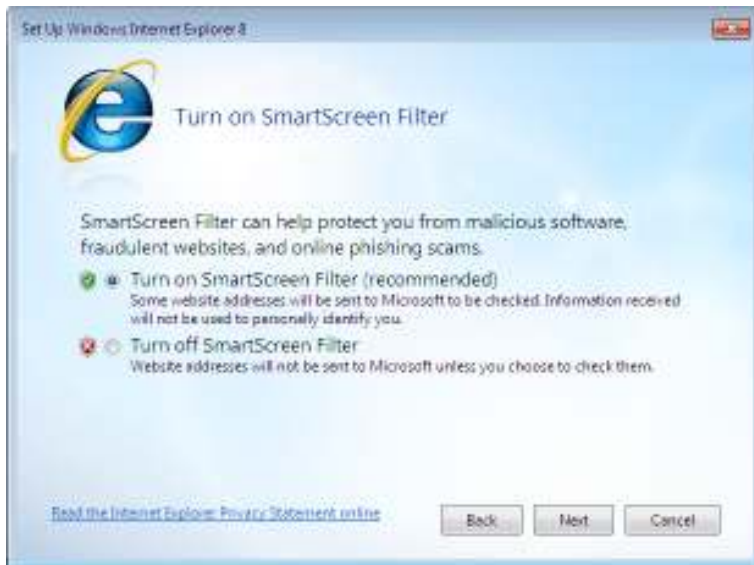 Set Up Windows Internet Explorer 8
Turn on SmartScreen Filter
SmartScreen Filter can help protect you from malicious software,
fraudulent websites, and online phishing scams.
Turn on SmartScreen Filter (recommended)
Some website addresses will be sent to Microsoft to be checked. Information received
will not be used to personally identify you.
Turn off SmartScreen Filter
Website addresses will not be sent to Microsoft unless you choose to check them.
Read the Internet Explorer Privacy Statement online
Back
Next
Cancel